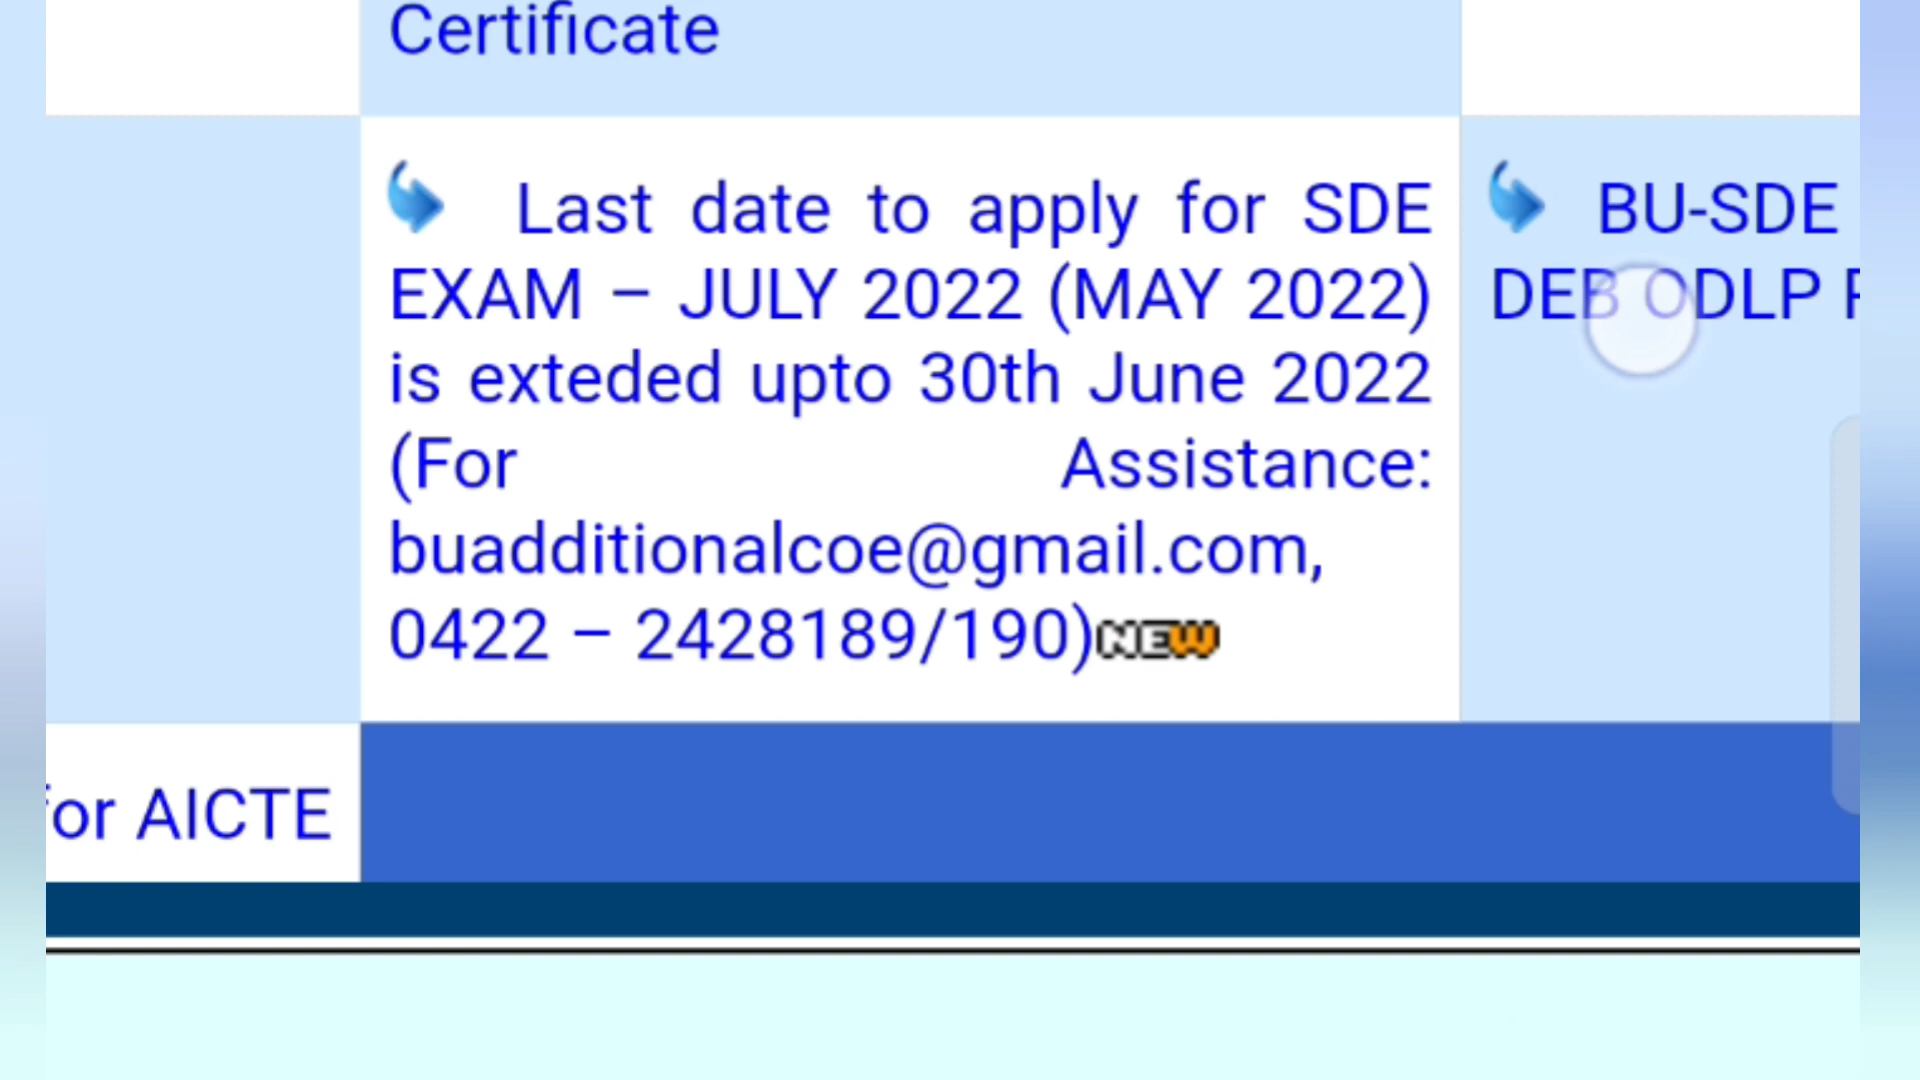 Certificate
Last date to apply for SDE
EXAM – JULY 2022 (MAY 2022)
is exteded upto 30th June 2022
(For Assistance:
buadditionalcoe@gmail.com,
0422 – 2428189/190)NEW
BU-SDE
DEB ODLP
for AICTE